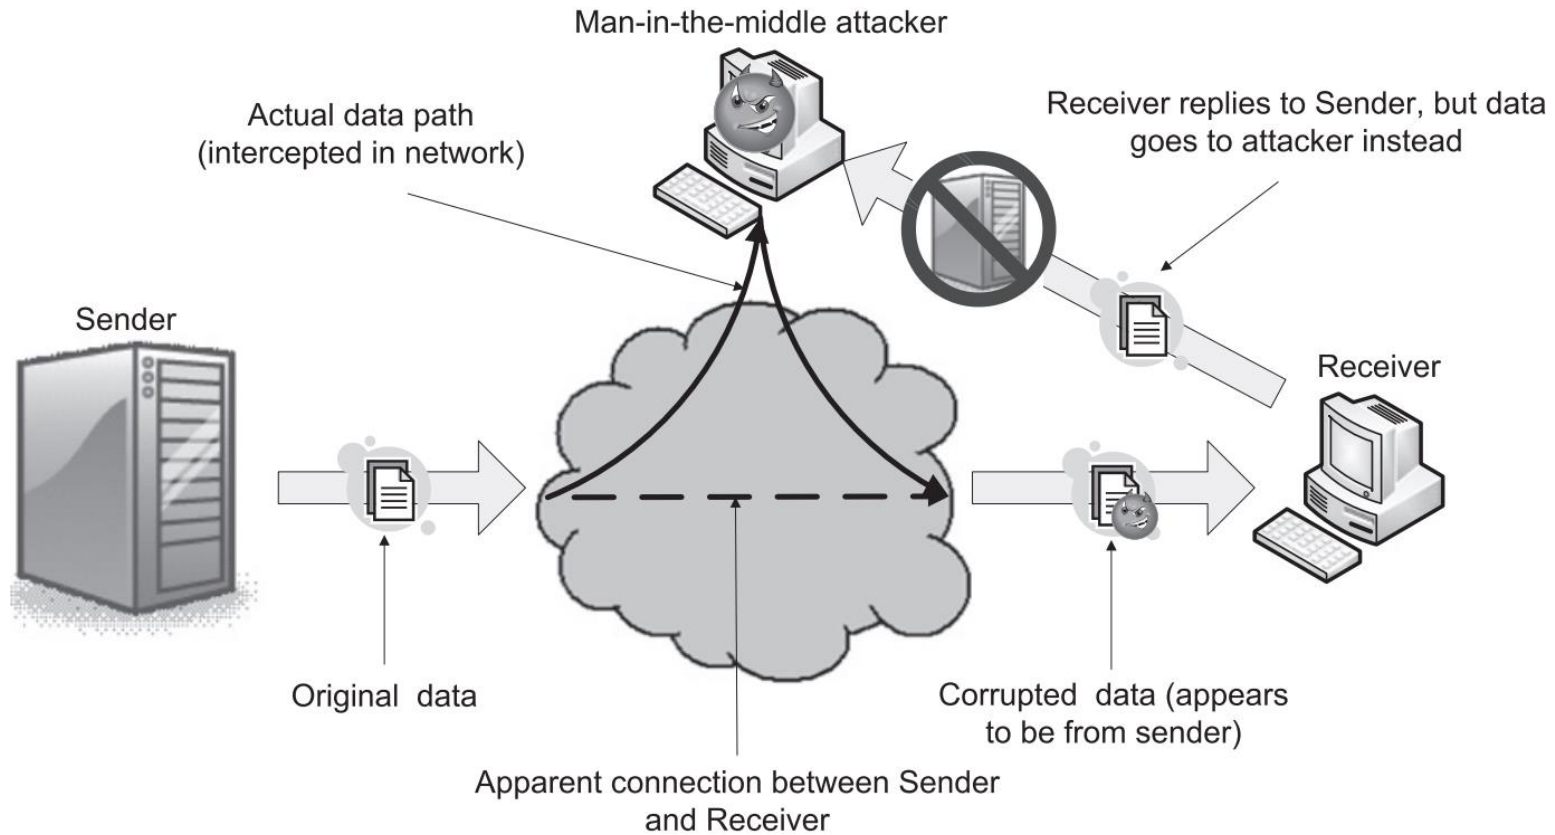 Man-in-the-middle attacker
Actual data path
(intercepted in network)
Receiver replies to Sender, but data
goes to attacker instead
Sender
Receiver
Original data
Corrupted data (appears
to be from sender)
Apparent connection between Sender
and Receiver